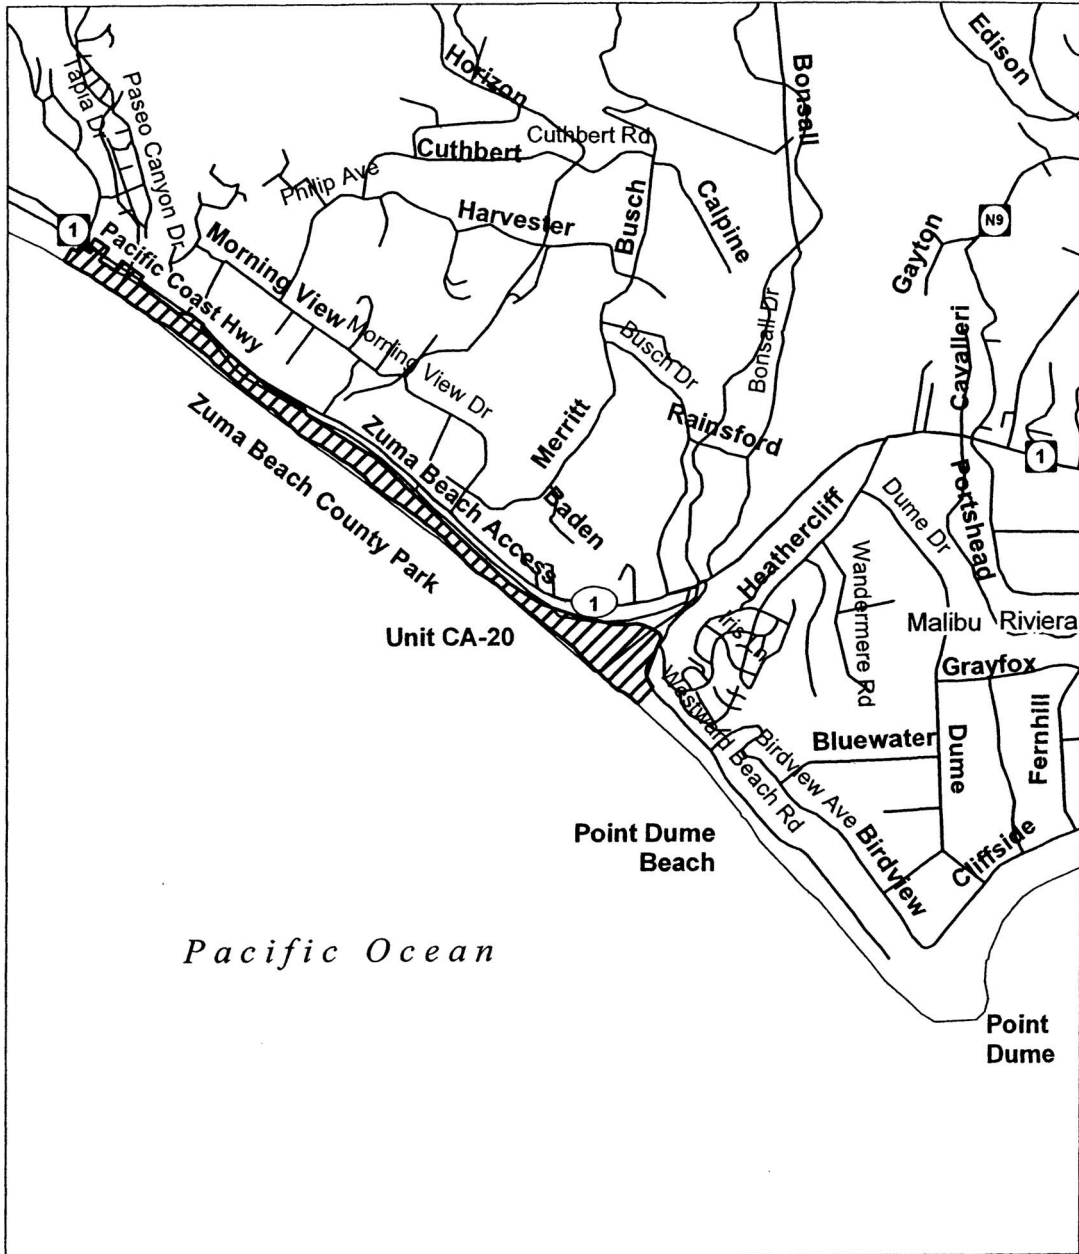 Edison
Horizon
Bonsall
Tapia Dr
Paseo Canyon Dr
Cuthbert Rd
Cuthbert
Philip Ave
Calpine
Busch
Harvester
N9
Gayton
1
Pacific Coast Hwy
Morning View
Morning View Dr
Bonsall Dr
Busch Dr
Cavalleri
Rainsford
Merritt
1
Zuma Beach County Park
Zuma Beach Access
Baden
Portshead
Dume Dr
Heathercliff
Wandermere Rd
1
Iris Ln
Malibu Riviera
Unit CA-20
Grayfox
Westward Beach Rd
Birdview Ave
Bluewater
Dume
Fernhill
Point Dume
Beach
Birdview
Cliffside
Pacific Ocean
Point
Dume